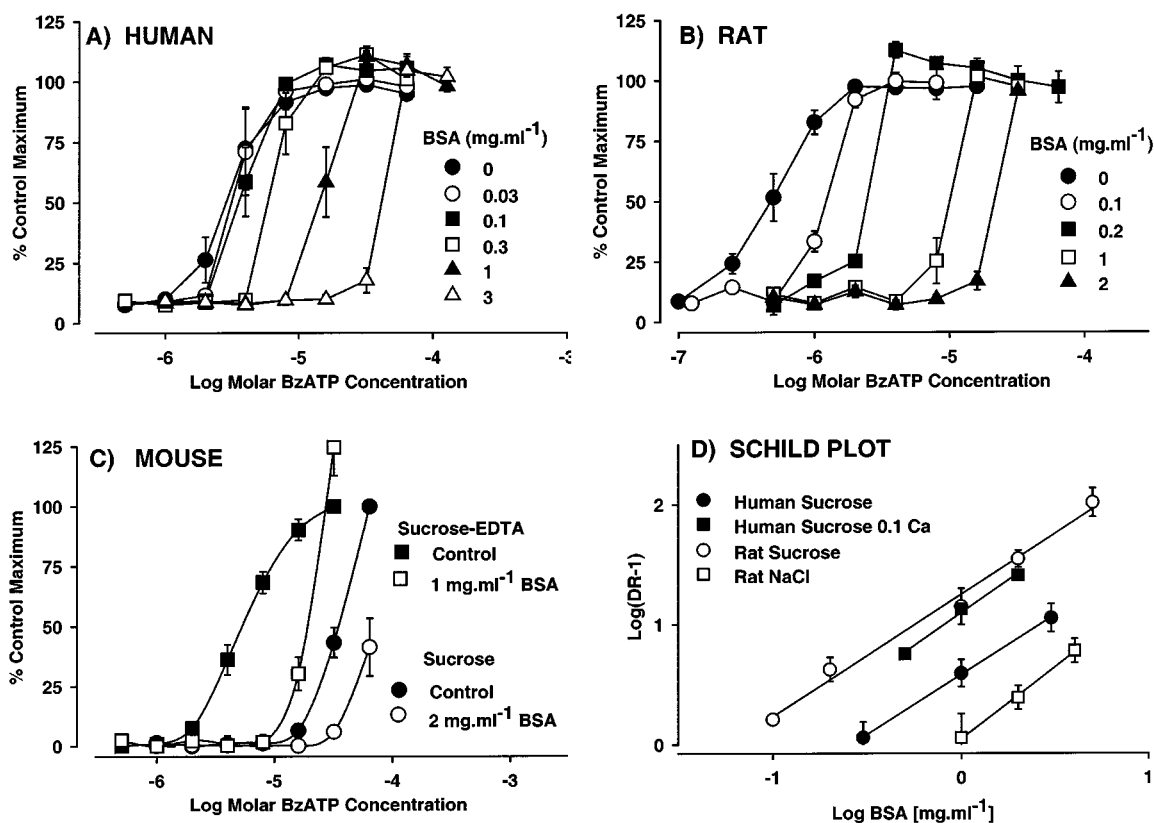 A) HUMAN
125
100
75
50
25
0
% Control Maximum
BSA (mg.ml-1)
0
0.03
0.1
0.3
1
3
-6
-5
-4
-3
Log Molar BzATP Concentration
B) RAT
125
100
75
50
25
0
% Control Maximum
BSA (mg.ml-1)
0
0.1
0.2
1
2
-7
-6
-5
-4
Log Molar BzATP Concentration
C) MOUSE
125
100
75
50
25
0
% Control Maximum
Sucrose-EDTA
Control
1 mg.ml-1 BSA
Sucrose
Control
2 mg.ml-1 BSA
-6
-5
-4
-3
Log Molar BzATP Concentration
D) SCHILD PLOT
2
1
0
Log(DR-1)
Human Sucrose
Human Sucrose 0.1 Ca
Rat Sucrose
Rat NaCl
-1
0
1
Log BSA [mg.ml-1]